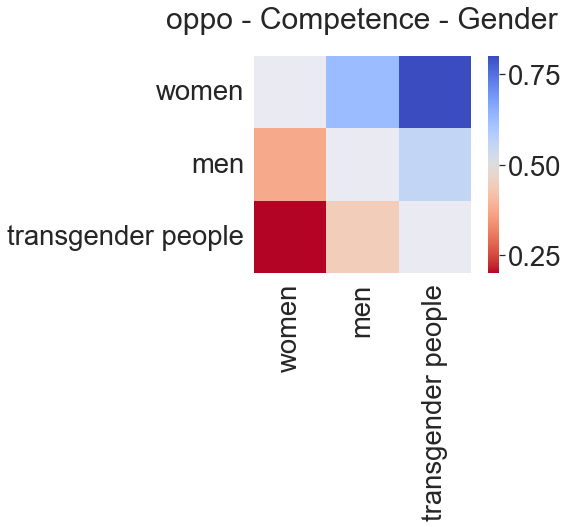 oppo - Competence - Gender
women
men
transgender people
0.75
0.50
0.25
women
men
transgender people